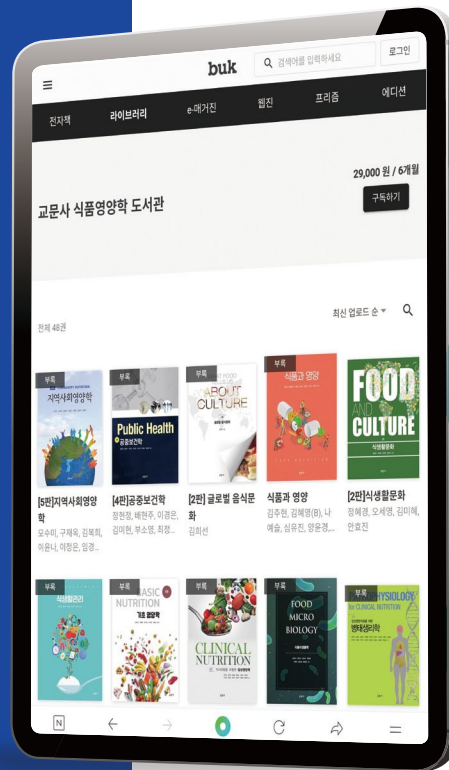 buk
검색어를 입력하세요
로그인
전자책
라이브러리
e-매거진
웹진
프리즘
에디션
29,000 원 / 6개월
교문사 식품영양학 도서관
구독하기
최신 업로드 순
전체 48권
부록
지역사회영양학
부록
Public Health
공중보건학
부록
ABOUT
CULTURE
부록
식품과 영양
FOOD
AND
CULTURE
식생활문화
[5판]지역사회영양
학
모수미, 구재옥, 김복희,
이윤나, 이정은, 임경...
[4판]공중보건학
정현정, 배현주, 이경은,
김미현, 부소영, 최정...
[2판] 글로벌 음식문
화
김희선
식품과 영양
김주현, 김혜영(B), 나
예슬, 심유진, 양윤경,...
[2판]식생활문화
정혜경, 오세영, 김미혜,
안효진
부록
식생활관리
부록
BASIC
NUTRITION
기초 영양학
CLINICAL
NUTRITION
부록
FOOD
MICRO
BIOLOGY
부록
PATHOPHYSIOLOGY
for CLINICAL NUTRITION
병태생리학
N